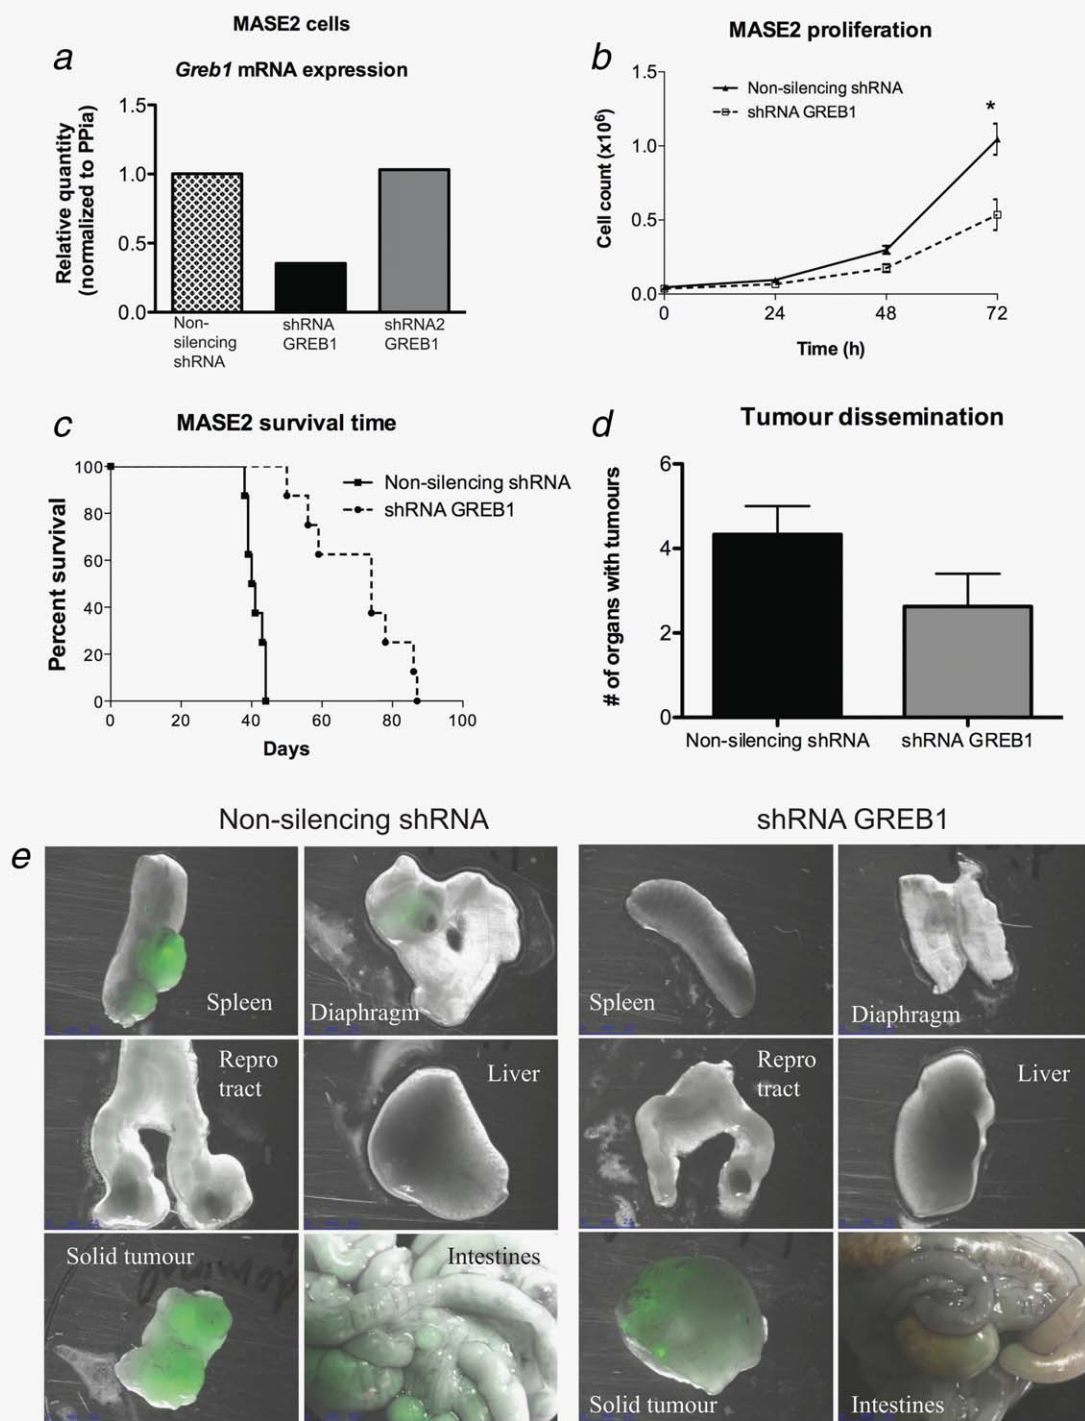 MASE2 cells
a
Greb1 mRNA expression
Relative quantity
(normalized to PPia)
1.5
1.0
0.5
0.0
Non-
silencing
shRNA
shRNA
GREB1
shRNA2
GREB1
MASE2 proliferation
b
Non-silencing shRNA
shRNA GREB1
*
Cell count (x10⁶)
1.5
1.0
0.5
0.0
0 24 48 72
Time (h)
c
MASE2 survival time
Non-silencing shRNA
shRNA GREB1
Percent survival
100
80
60
40
20
0
0 20 40 60 80 100
Days
d
Tumour dissemination
# of organs with tumours
6
4
2
0
Non-silencing shRNA shRNA GREB1
Non-silencing shRNA shRNA GREB1
e
Spleen
Diaphragm
Spleen
Diaphragm
Repro
tract
Liver
Repro
tract
Liver
Solid tumour
Intestines
Solid tumour
Intestines